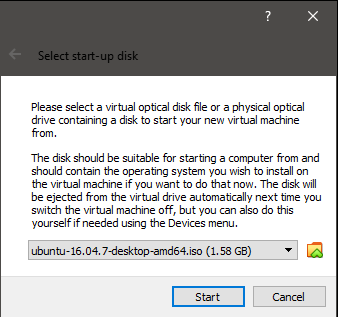 ?
Select start-up disk
Please select a virtual optical disk file or a physical optical
drive containing a disk to start your new virtual machine
from.
The disk should be suitable for starting a computer from and
should contain the operating system you wish to install on
the virtual machine if you want to do that now. The disk will
be ejected from the virtual drive automatically next time you
switch the virtual machine off, but you can also do this
yourself if needed using the Devices menu.
ubuntu-16.04.7-desktop-amd64.iso (1.58 GB)
Start Cancel